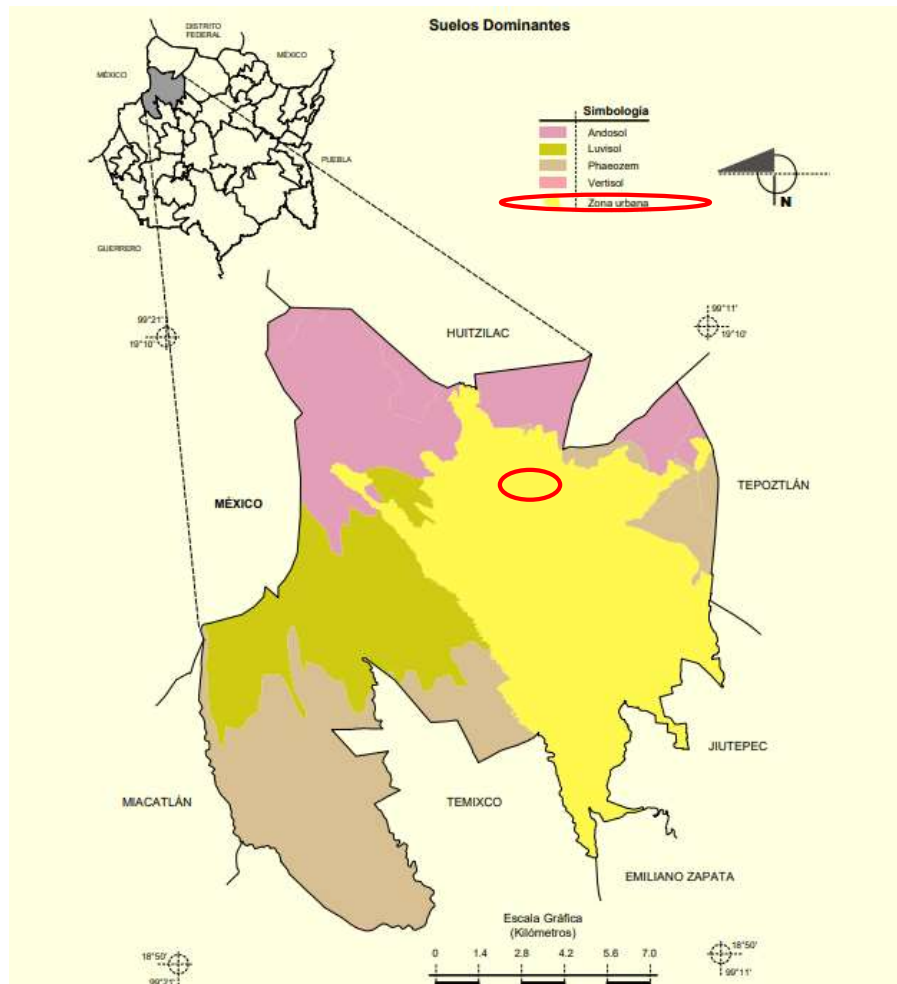 Suelos Dominantes
DISTRITO
FEDERAL
MÉXICO
MÉXICO
PUEBLA
GUERRERO
Simbología
Andosol
Luvisol
Phaeozem
Vertisol
Zona urbana
N
99°21'
19°10'
99°11'
19°10'
HUITZILAC
TEPOZTLÁN
MÉXICO
JIUTEPEC
MIACATLÁN
TEMIXCO
EMILIANO ZAPATA
Escala Gráfica
(Kilómetros)
0 1.4 2.8 4.2 5.6 7.0
18°50'
99°21'
18°50'
99°11'